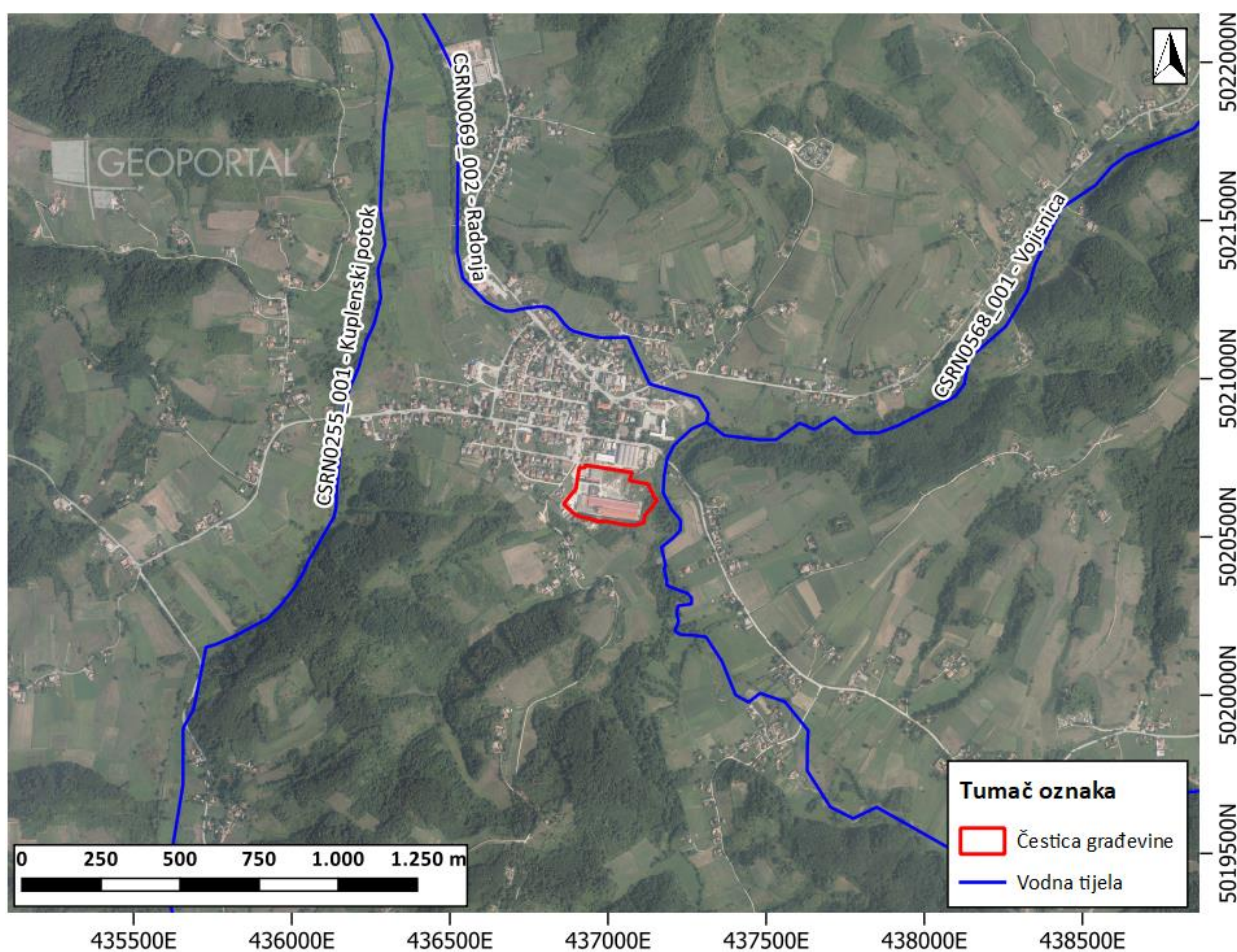 GEOPORTAL
CSRN0069_002 - Radonja
CSRN0255_001 - Kuplenski potok
CSRN0568_001 - Vojisnica
5022000N
5021500N
5021000N
5020500N
5020000N
5019500N
Tumač oznaka
Čestica građevine
Vodna tijela
0 250 500 750 1.000 1.250 m
435500E 436000E 436500E 437000E 437500E 438000E 438500E